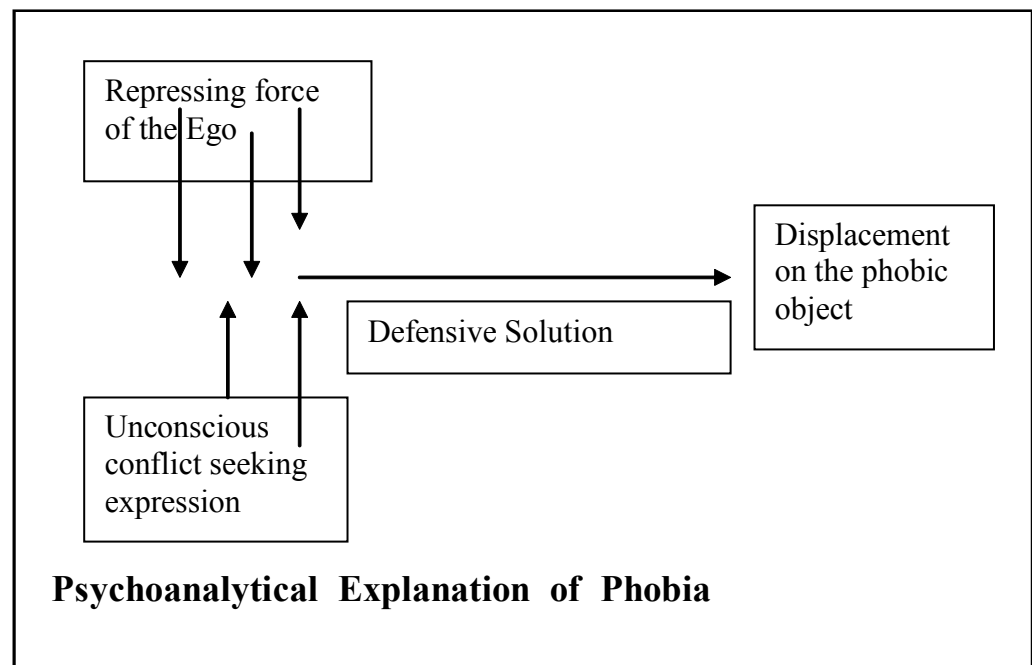 Repressing force
of the Ego
Displacement
on the phobic
object
Defensive Solution
Unconscious
conflict seeking
expression
Psychoanalytical Explanation of Phobia